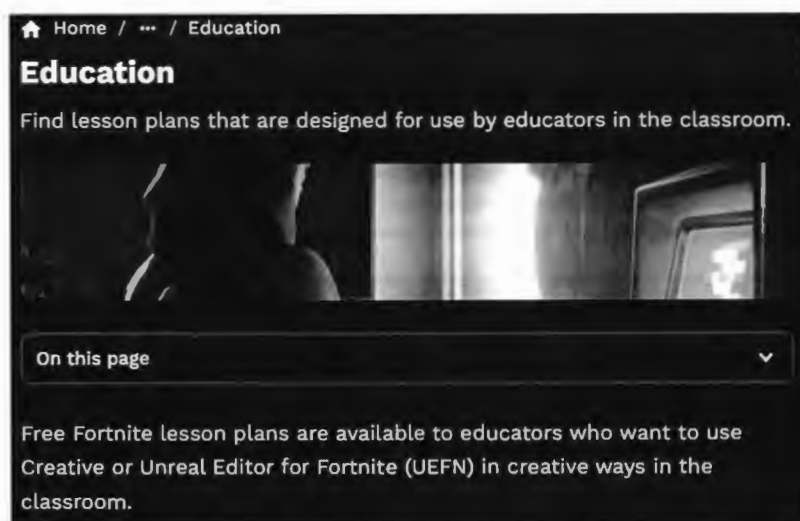 Home / ··· / Education
Education
Find lesson plans that are designed for use by educators in the classroom.
On this page
Free Fortnite lesson plans are available to educators who want to use
Creative or Unreal Editor for Fortnite (UEFN) in creative ways in the
classroom.